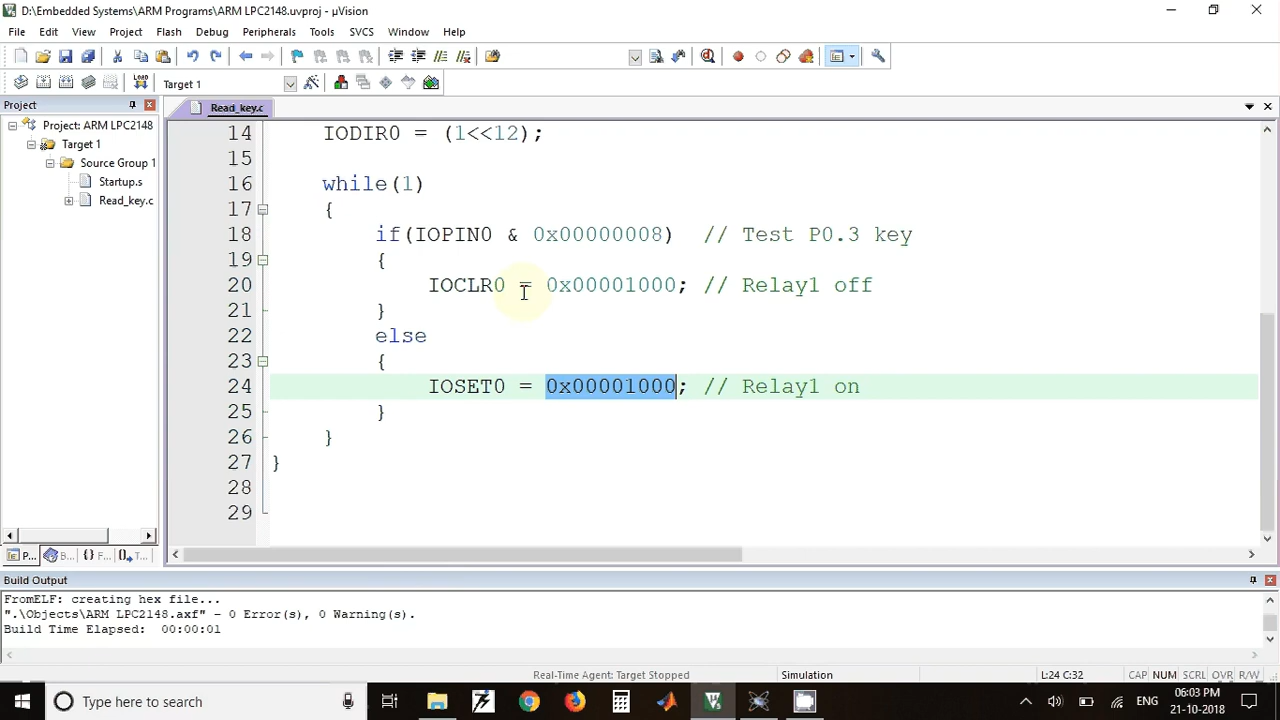 D:\Embedded Systems\ARM Programs\ARM LPC2148.uvproj - µVision
File Edit View Project Flash Debug Peripherals Tools SVCS Window Help
LOAD Target 1
Project
Project: ARM LPC2148
Target 1
Source Group 1
Startup.s
Read_key.c
P... B... {} F... 0.. T...
Read_key.c
14 IODIR0 = (1<<12);
15
16 while(1)
17 {
18 if(IOPIN0 & 0x00000008) // Test P0.3 key
19 {
20 IOCLR0 = 0x00001000; // Relay1 off
21 }
22 else
23 {
24 IOSET0 = 0x00001000; // Relay1 on
25 }
26 }
27 }
28
29
Build Output
FromELF: creating hex file...
".\Objects\ARM LPC2148.axf" - 0 Error(s), 0 Warning(s).
Build Time Elapsed: 00:00:01
Real-Time Agent: Target Stopped Simulation L:24 C:32 CAP NUM SCRL OVR R/W
Type here to search
ENG
06:03 PM
21-10-2018